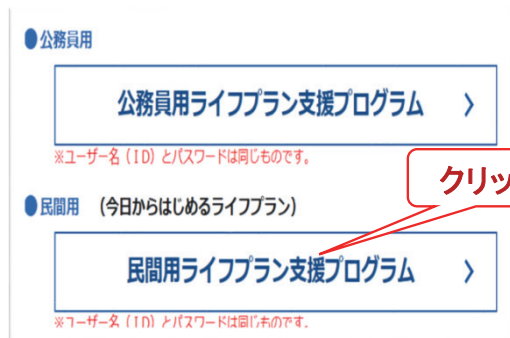 ●公務員用
公務員用ライフプラン支援プログラム >
※ユーザー名（ID）とパスワードは同じものです。
クリッ
●民間用 （今日からはじめるライフプラン）
民間用ライフプラン支援プログラム >
※ユーザー名（ID）とパスワードは同じものです。